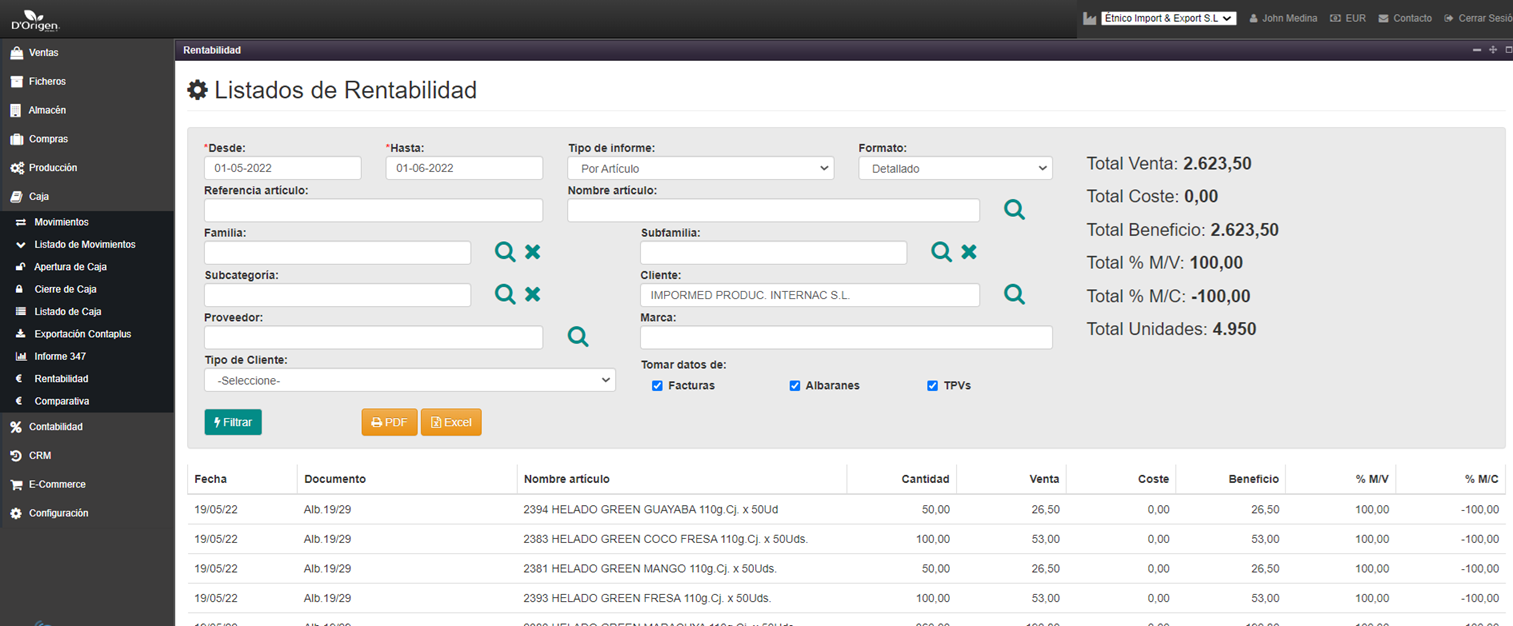 D'Origen
Étnico Import & Export S.L
John Medina
EUR
Contacto
Cerrar Sesió
Ventas
Ficheros
Almacén
Compras
Producción
Caja
Movimientos
Listado de Movimientos
Apertura de Caja
Cierre de Caja
Listado de Caja
Exportación Contaplus
Informe 347
Rentabilidad
Comparativa
Contabilidad
CRM
E-Commerce
Configuración
Rentabilidad
Listados de Rentabilidad
*Desde: *Hasta: Tipo de informe: Formato:
01-05-2022 01-06-2022 Por Artículo Detallado
Referencia artículo: Nombre artículo:
Familia: Subfamilia:
Subcategoría: Cliente:
IMPORMED PRODUC. INTERNAC S.L.
Proveedor: Marca:
Tipo de Cliente: Tomar datos de:
-Seleccione- Facturas Albaranes TPVs
Filtrar PDF Excel
Total Venta: 2.623,50
Total Coste: 0,00
Total Beneficio: 2.623,50
Total % M/V: 100,00
Total % M/C: -100,00
Total Unidades: 4.950
Fecha Documento Nombre artículo Cantidad Venta Coste Beneficio % M/V % M/C
19/05/22 Alb.19/29 2394 HELADO GREEN GUAYABA 110g.Cj. x 50Ud 50,00 26,50 0,00 26,50 100,00 -100,00
19/05/22 Alb.19/29 2383 HELADO GREEN COCO FRESA 110g.Cj. x 50Uds. 100,00 53,00 0,00 53,00 100,00 -100,00
19/05/22 Alb.19/29 2381 HELADO GREEN MANGO 110g.Cj. x 50Uds. 50,00 26,50 0,00 26,50 100,00 -100,00
19/05/22 Alb.19/29 2393 HELADO GREEN FRESA 110g.Cj. x 50Uds. 100,00 53,00 0,00 53,00 100,00 -100,00